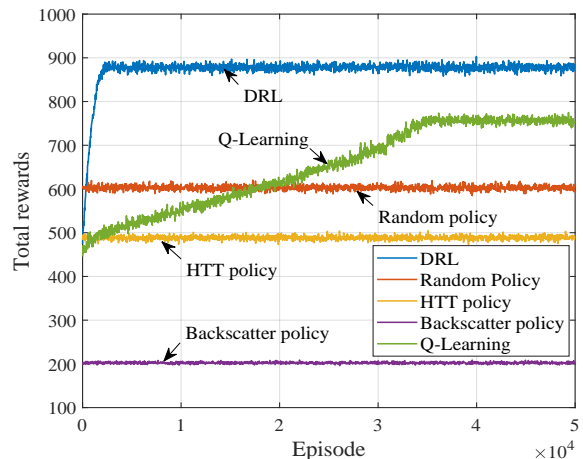 1000
900
800
700
600
500
400
300
200
100
Total rewards
DRL
Q-Learning
Random policy
HTT policy
Backscatter policy
DRL
Random Policy
HTT policy
Backscatter policy
Q-Learning
0 1 2 3 4 5
Episode
×10⁴